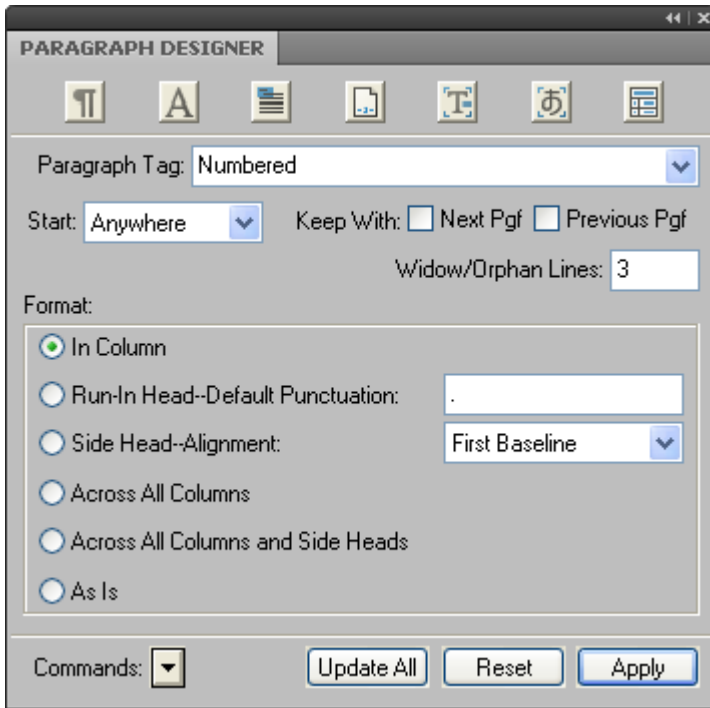 PARAGRAPH DESIGNER
Paragraph Tag: Numbered
Start: Anywhere Keep With: Next Pgf Previous Pgf
Widow/Orphan Lines: 3
Format:
In Column
Run-In Head--Default Punctuation: .
Side Head--Alignment: First Baseline
Across All Columns
Across All Columns and Side Heads
As Is
Commands: Update All Reset Apply